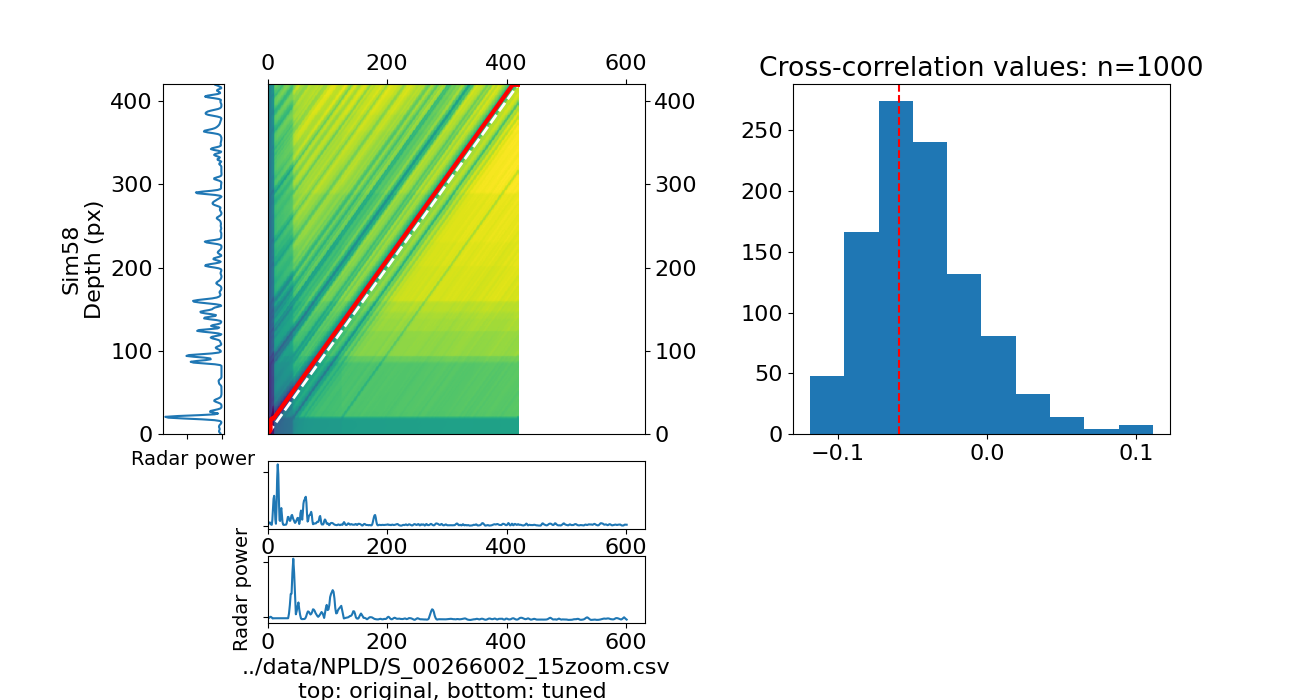 0 200 400 600
Cross-correlation values: n=1000
400
300
200
100
0
Sim58
Depth (px)
Radar power
400
300
200
100
0
250
200
150
100
50
0
−0.1 0.0 0.1
0 200 400 600
Radar power
0 200 400 600
../data/NPLD/S_00266002_15zoom.csv
top: original, bottom: tuned